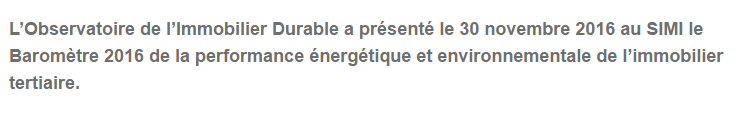 L’Observatoire de l’Immobilier Durable a présenté le 30 novembre 2016 au SIMI le
Baromètre 2016 de la performance énergétique et environnementale de l’immobilier
tertiaire.